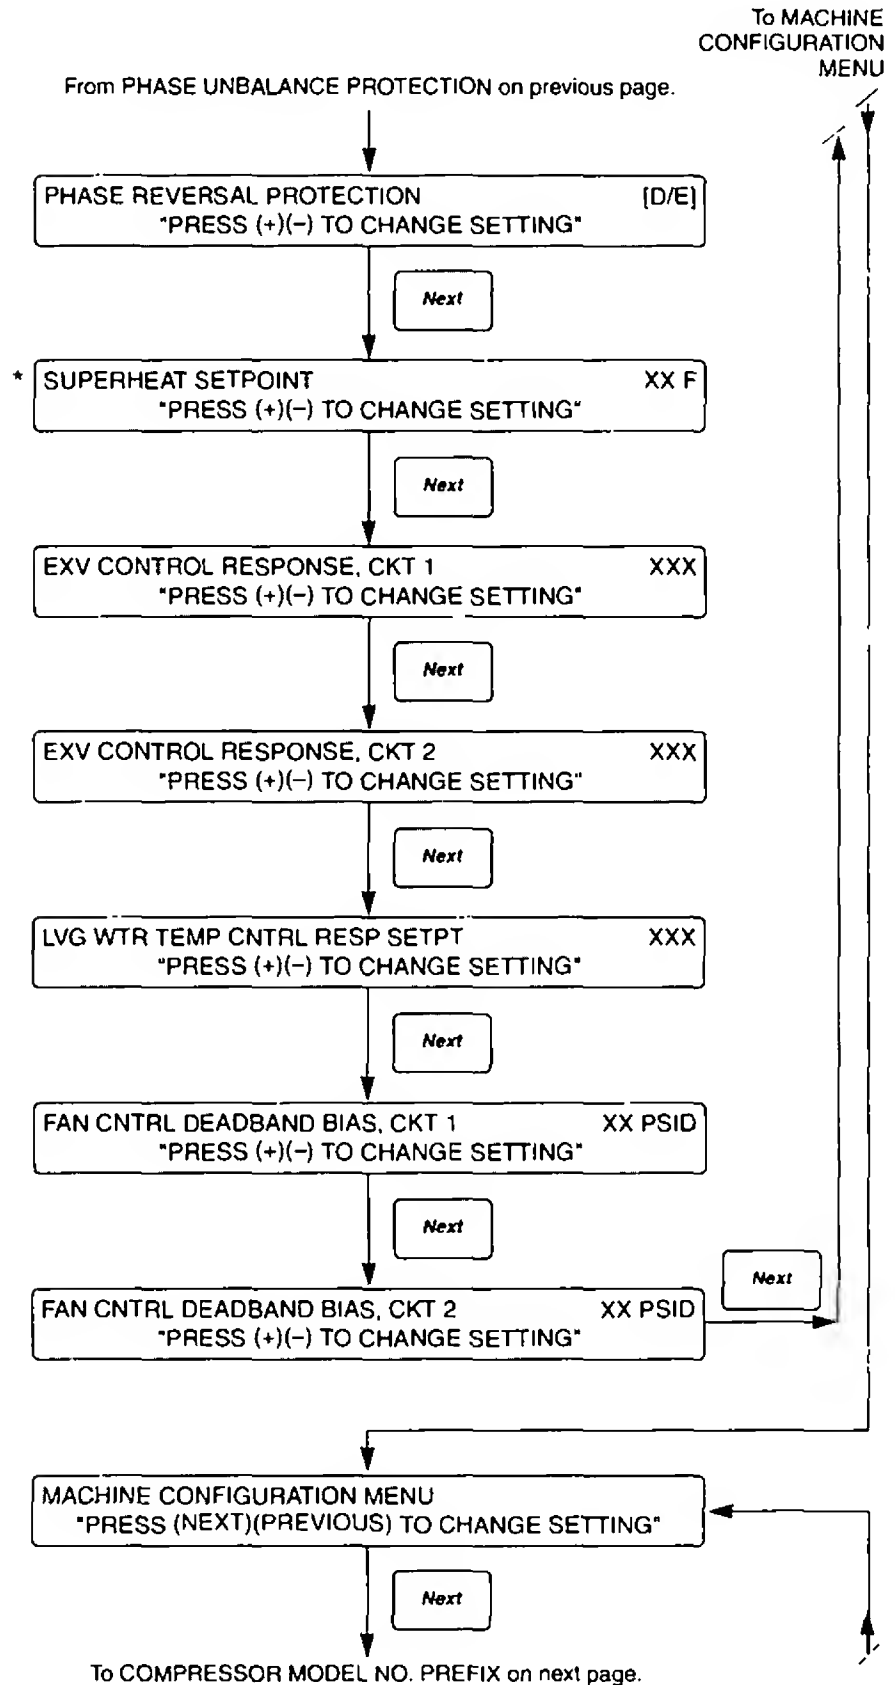 To MACHINE
CONFIGURATION
MENU
From PHASE UNBALANCE PROTECTION on previous page.
PHASE REVERSAL PROTECTION [D/E]
"PRESS (+)(−) TO CHANGE SETTING"
Next
* SUPERHEAT SETPOINT XX F
"PRESS (+)(−) TO CHANGE SETTING"
Next
EXV CONTROL RESPONSE, CKT 1 XXX
"PRESS (+)(−) TO CHANGE SETTING"
Next
EXV CONTROL RESPONSE, CKT 2 XXX
"PRESS (+)(−) TO CHANGE SETTING"
Next
LVG WTR TEMP CNTRL RESP SETPT XXX
"PRESS (+)(−) TO CHANGE SETTING"
Next
FAN CNTRL DEADBAND BIAS, CKT 1 XX PSID
"PRESS (+)(−) TO CHANGE SETTING"
Next
FAN CNTRL DEADBAND BIAS, CKT 2 XX PSID
"PRESS (+)(−) TO CHANGE SETTING"
Next
MACHINE CONFIGURATION MENU
"PRESS (NEXT)(PREVIOUS) TO CHANGE SETTING"
Next
To COMPRESSOR MODEL NO. PREFIX on next page.